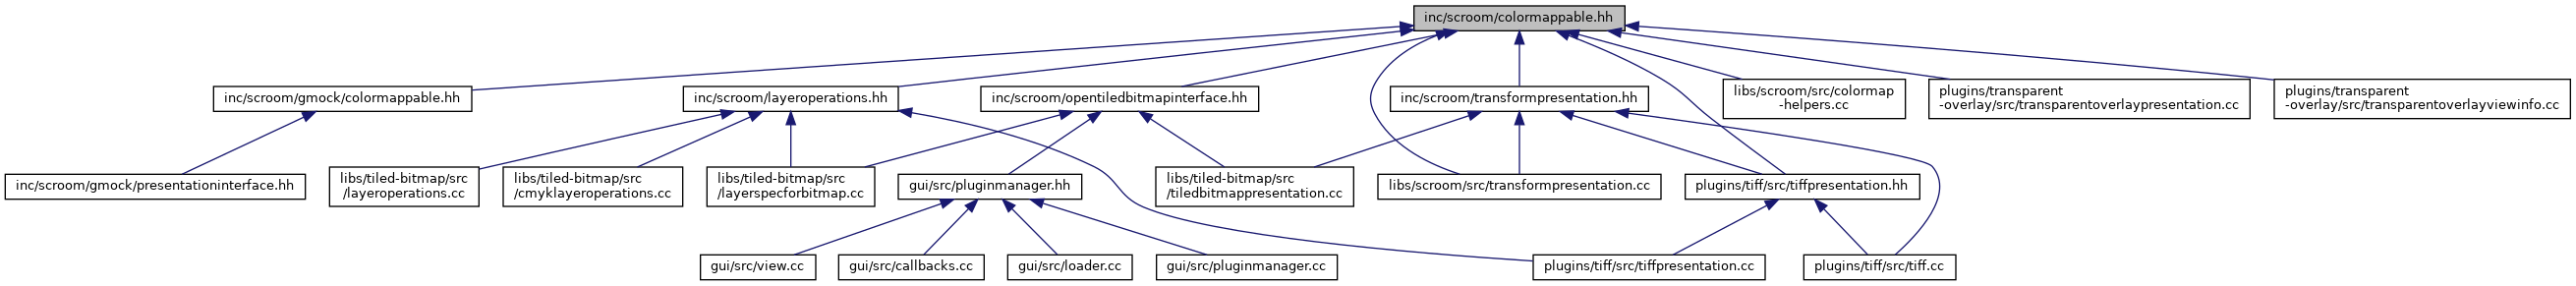 inc/scroom/colormappable.hh
inc/scroom/gmock/colormappable.hh
inc/scroom/layeroperations.hh
inc/scroom/opentiledbitmapinterface.hh
inc/scroom/transformpresentation.hh
libs/scroom/src/colormap
-helpers.cc
plugins/transparent
-overlay/src/transparentoverlaypresentation.cc
plugins/transparent
-overlay/src/transparentoverlayviewinfo.cc
inc/scroom/gmock/presentationinterface.hh
libs/tiled-bitmap/src
/layeroperations.cc
libs/tiled-bitmap/src
/cmyklayeroperations.cc
libs/tiled-bitmap/src
/layerspecforbitmap.cc
gui/src/pluginmanager.hh
libs/tiled-bitmap/src
/tiledbitmappresentation.cc
libs/scroom/src/transformpresentation.cc
plugins/tiff/src/tiffpresentation.hh
gui/src/view.cc
gui/src/callbacks.cc
gui/src/loader.cc
gui/src/pluginmanager.cc
plugins/tiff/src/tiffpresentation.cc
plugins/tiff/src/tiff.cc